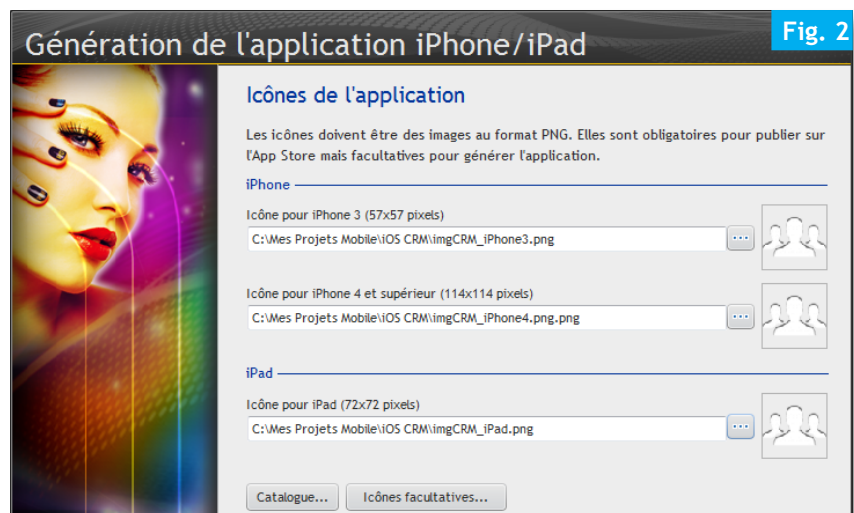 Génération de l'application iPhone/iPad
Fig. 2
Icônes de l'application
Les icônes doivent être des images au format PNG. Elles sont obligatoires pour publier sur
l'App Store mais facultatives pour générer l'application.
iPhone
Icône pour iPhone 3 (57x57 pixels)
C:\Mes Projets Mobile\iOS CRM\imgCRM_iPhone3.png
...
Icône pour iPhone 4 et supérieur (114x114 pixels)
C:\Mes Projets Mobile\iOS CRM\imgCRM_iPhone4.png.png
...
iPad
Icône pour iPad (72x72 pixels)
C:\Mes Projets Mobile\iOS CRM\imgCRM_iPad.png
...
Catalogue... Icônes facultatives...